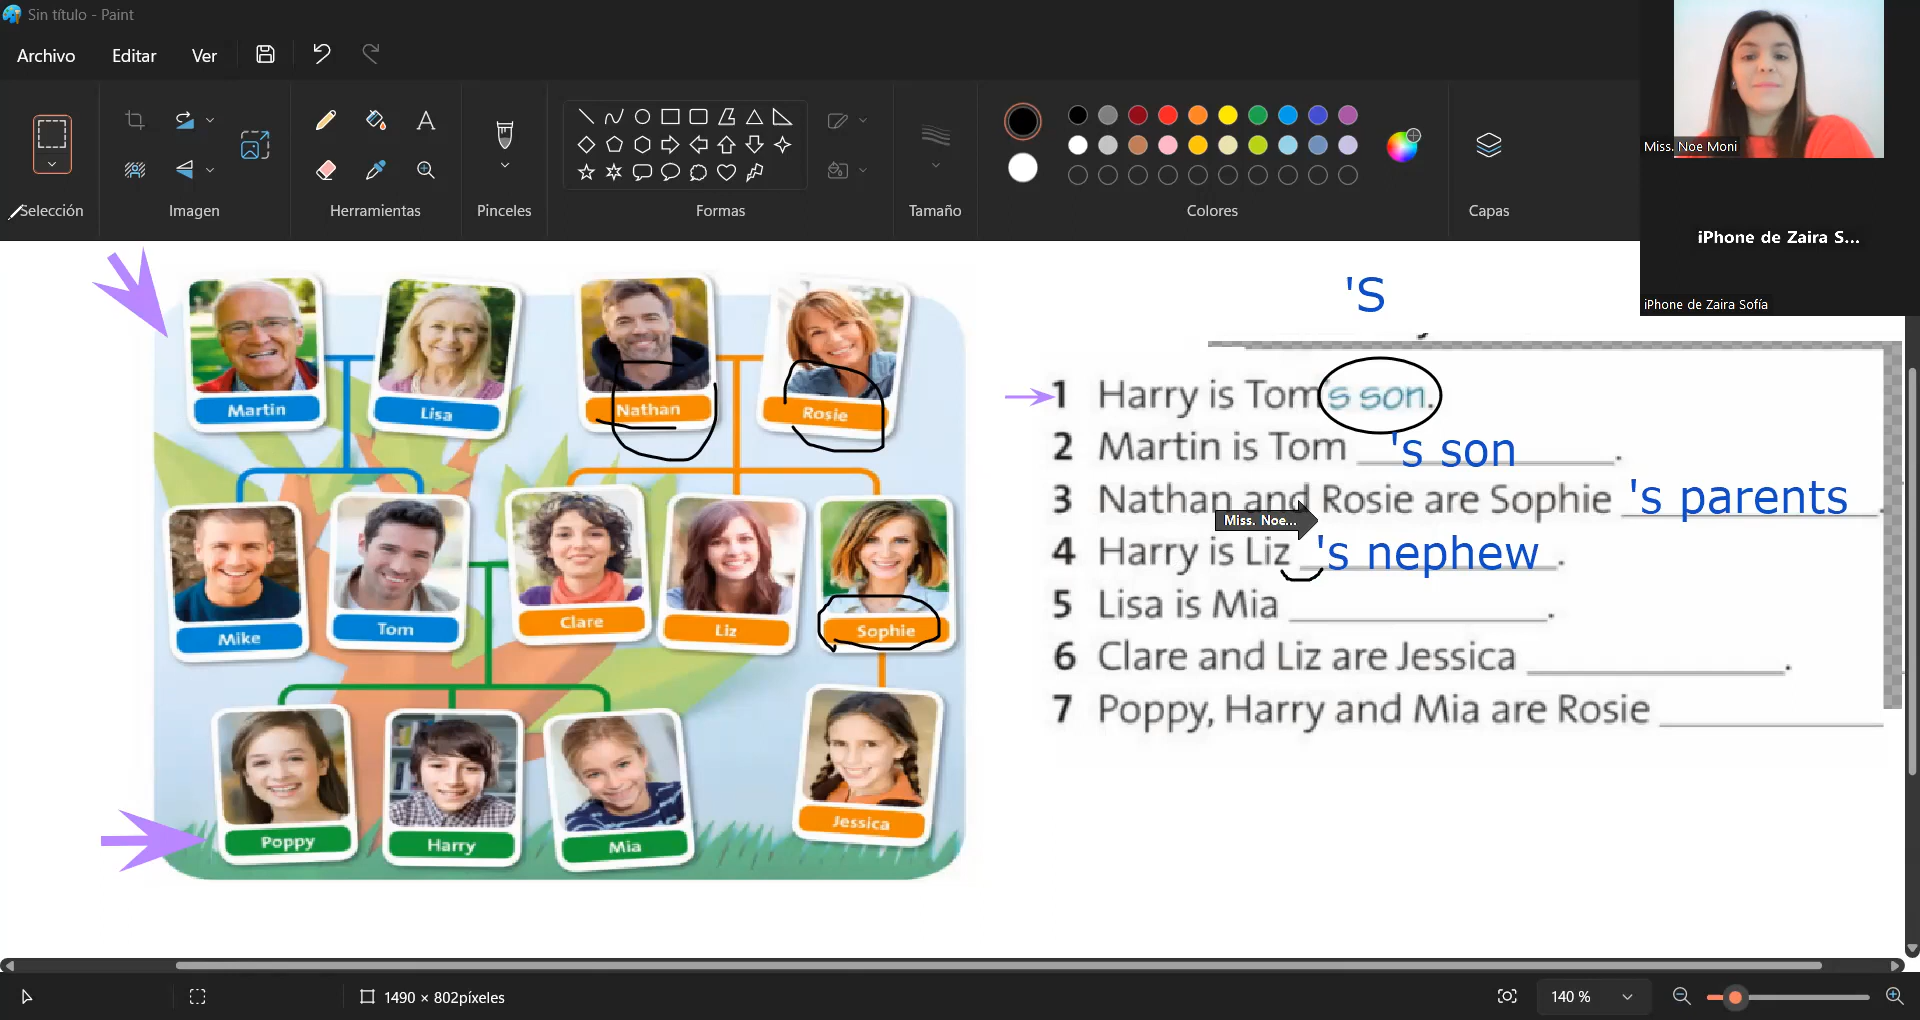 Sin título - Paint
Archivo Editar Ver
Selección Imagen Herramientas Pinceles Formas Tamaño Colores Capas
Miss. Noe Moni
iPhone de Zaira S...
iPhone de Zaira Sofía
Martin Lisa Nathan Rosie
Mike Tom Clare Liz Sophie
Poppy Harry Mia Jessica
'S
1 Harry is Tom's son.
2 Martin is Tom 's son.
3 Nathan and Rosie are Sophie 's parents.
Miss. Noe...
4 Harry is Liz 's nephew.
5 Lisa is Mia ______.
6 Clare and Liz are Jessica ______.
7 Poppy, Harry and Mia are Rosie ______
1490 × 802píxeles
140 %